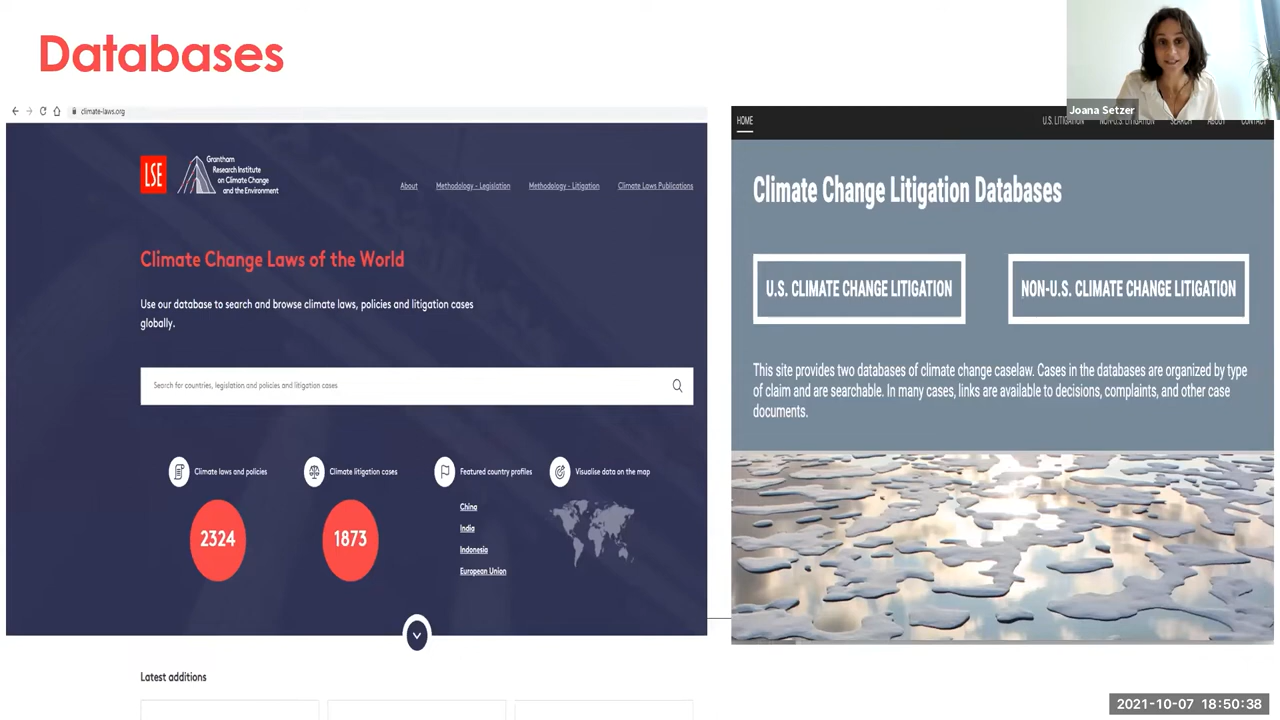 Databases
Joana Setzer
climate-laws.org
LSE
Grantham
Research Institute
on Climate Change
and the Environment
About
Methodology - Legislation
Methodology - Litigation
Climate Laws Publications
Climate Change Laws of the World
Use our database to search and browse climate laws, policies and litigation cases
globally.
Search for countries, legislation and policies and litigation cases
Climate laws and policies
2324
Climate litigation cases
1873
Featured country profiles
China
India
Indonesia
European Union
Visualise data on the map
Latest additions
HOME
U.S. LITIGATION
NON-U.S. LITIGATION
SEARCH
ABOUT
CONTACT
Climate Change Litigation Databases
U.S. CLIMATE CHANGE LITIGATION
NON-U.S. CLIMATE CHANGE LITIGATION
This site provides two databases of climate change caselaw. Cases in the databases are organized by type
of claim and are searchable. In many cases, links are available to decisions, complaints, and other case
documents.
2021-10-07 18:50:38